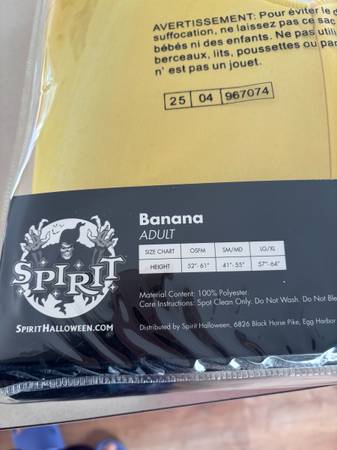 AVERTISSEMENT: Pour éviter le
suffocation, ne laissez pas ce sac
bébés ni des enfants. Ne pas
berceaux, lits, poussettes ou
n' est pas un jouet.
25 04 967074
Banana
ADULT
SIZE CHART OSFM SM/MD LG/XL
HEIGHT 52"-61" 41"-55" 57"-64"
SPIRIT
SPIRITHALLOWEEN.COM
Material Content: 100% Polyester
Care Instructions: Spot Clean Only. Do Not Wash. Do Not
Distributed by Spirit Halloween, 6826 Black Horse Pike, Egg Harbor